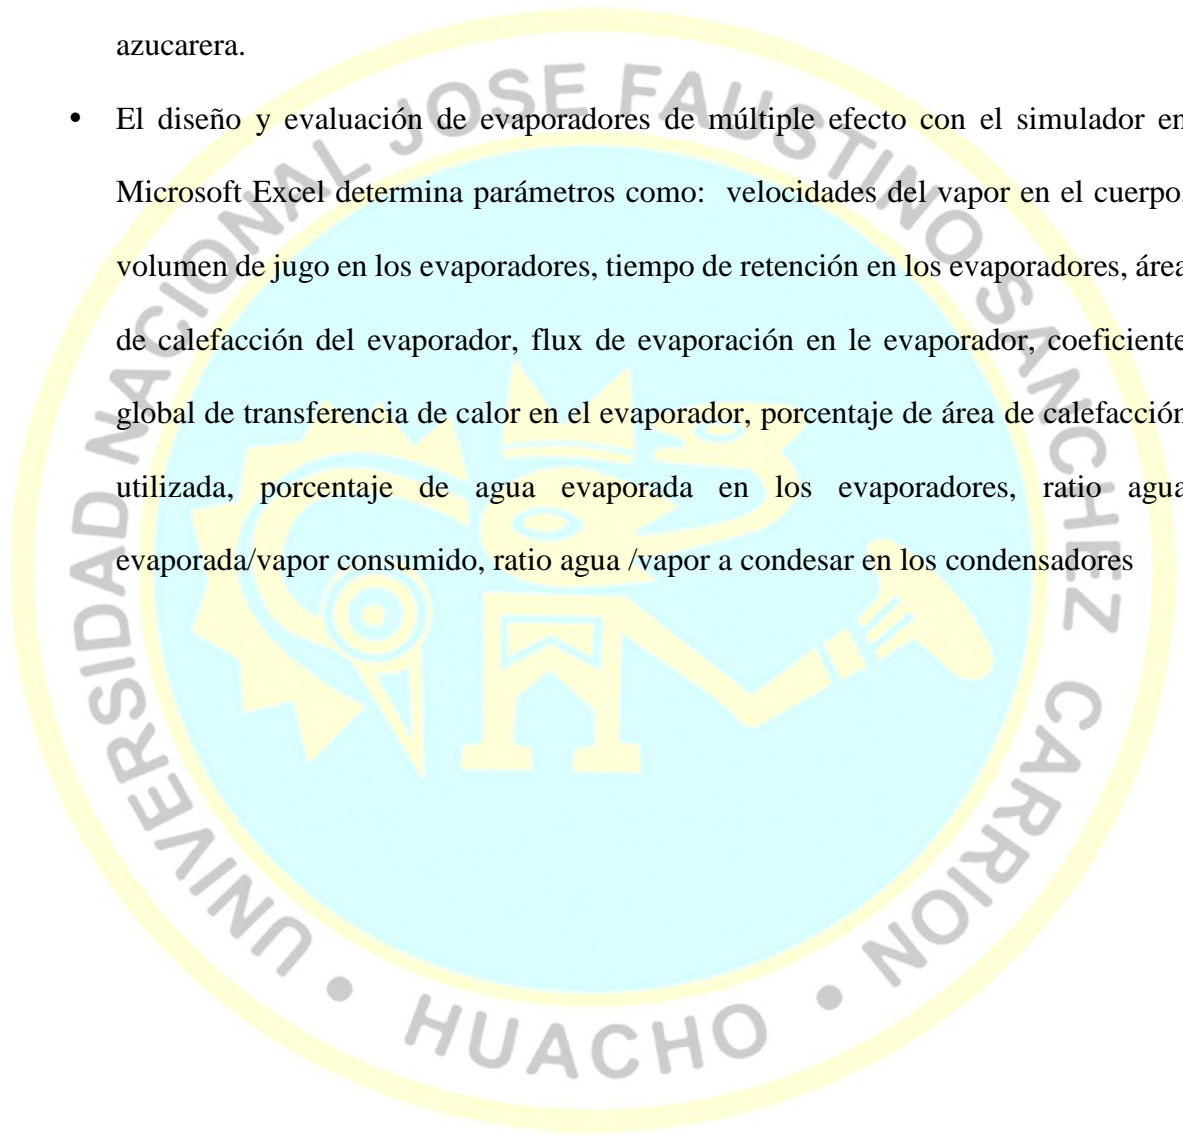 azucarera.
• El diseño y evaluación de evaporadores de múltiple efecto con el simulador en
Microsoft Excel determina parámetros como: velocidades del vapor en el cuerpo,
volumen de jugo en los evaporadores, tiempo de retención en los evaporadores, área
de calefacción del evaporador, flux de evaporación en le evaporador, coeficiente
global de transferencia de calor en el evaporador, porcentaje de área de calefacción
utilizada, porcentaje de agua evaporada en los evaporadores, ratio agua
evaporada/vapor consumido, ratio agua /vapor a condesar en los condensadores
UNIVERSIDAD NACIONAL JOSE FAUSTINO SANCHEZ CARRION
• HUACHO •